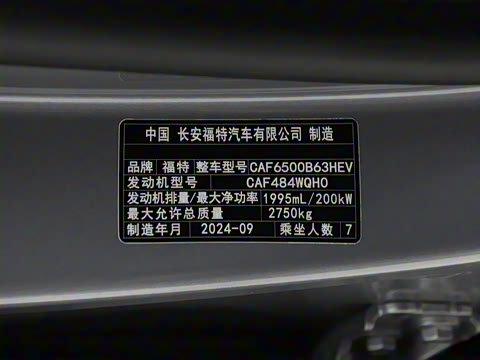 中国 长安福特汽车有限公司 制造
品牌 福特 整车型号 CAF6500B63HEV
发动机型号 CAF484WQH0
发动机排量/最大净功率 1995mL/200kW
最大允许总质量 2750kg
制造年月 2024-09 乘坐人数 7